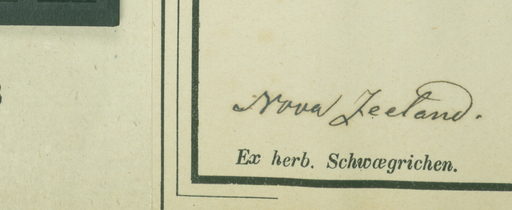 Nova Zeeland.
Ex herb. Schwægrichen.